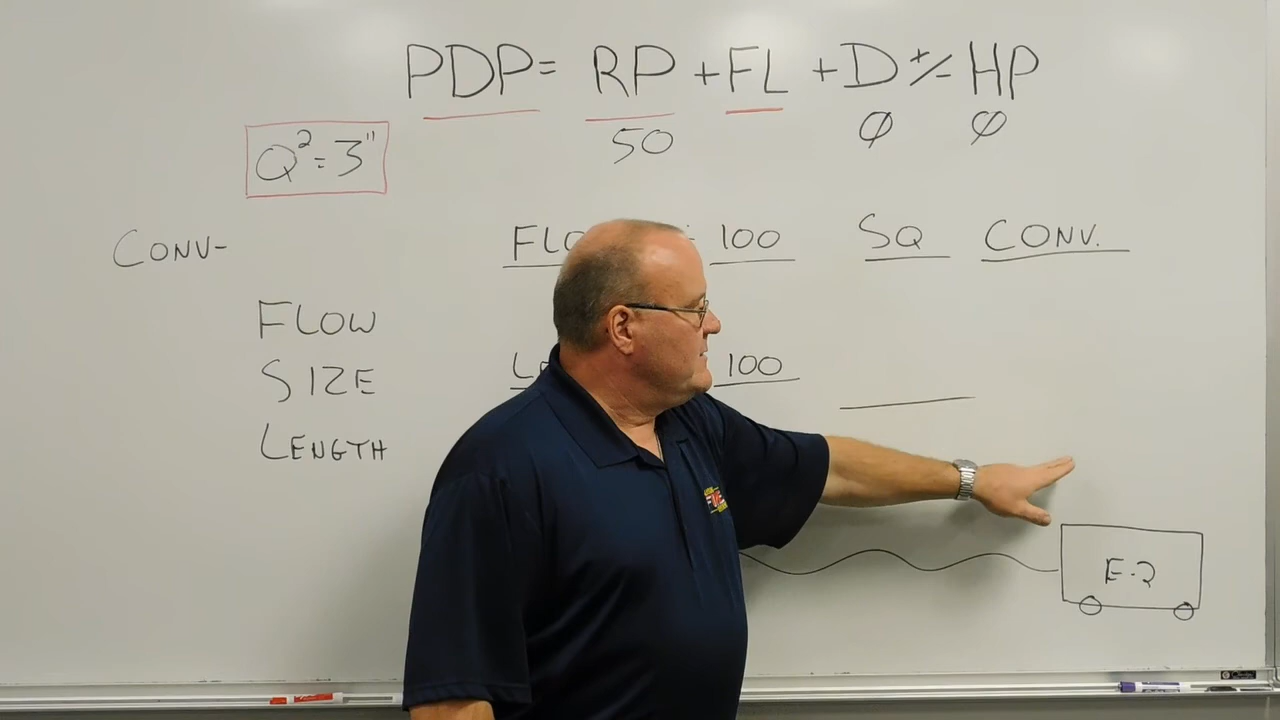 PDP = RP + FL + D +/- HP
50 Ø Ø
Q² = 3"
CONV-
100 SQ CONV.
FLOW
100
SIZE
LENGTH
E-2